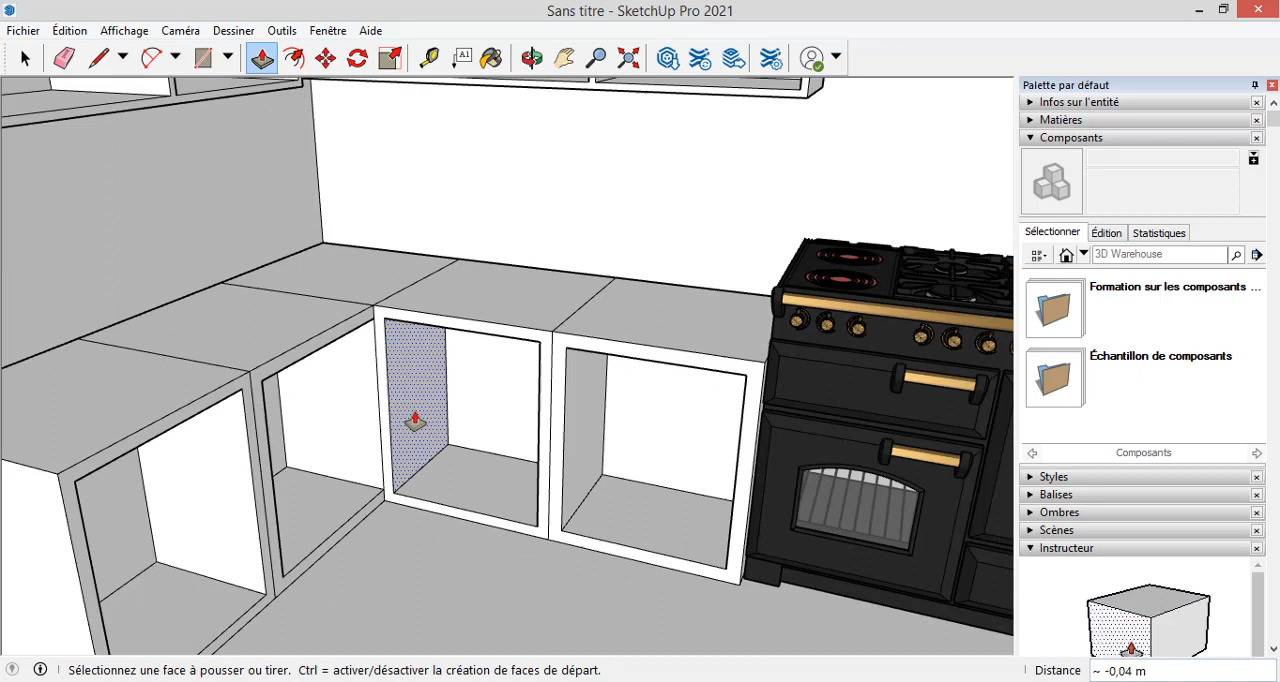 Sans titre - SketchUp Pro 2021
Fichier Édition Affichage Caméra Dessiner Outils Fenêtre Aide
A1
Palette par défaut
Infos sur l'entité
Matières
Composants
Sélectionner Édition Statistiques
3D Warehouse
Formation sur les composants ...
Échantillon de composants
Composants
Styles
Balises
Ombres
Scènes
Instructeur
Sélectionnez une face à pousser ou tirer. Ctrl = activer/désactiver la création de faces de départ.
Distance ~ -0,04 m